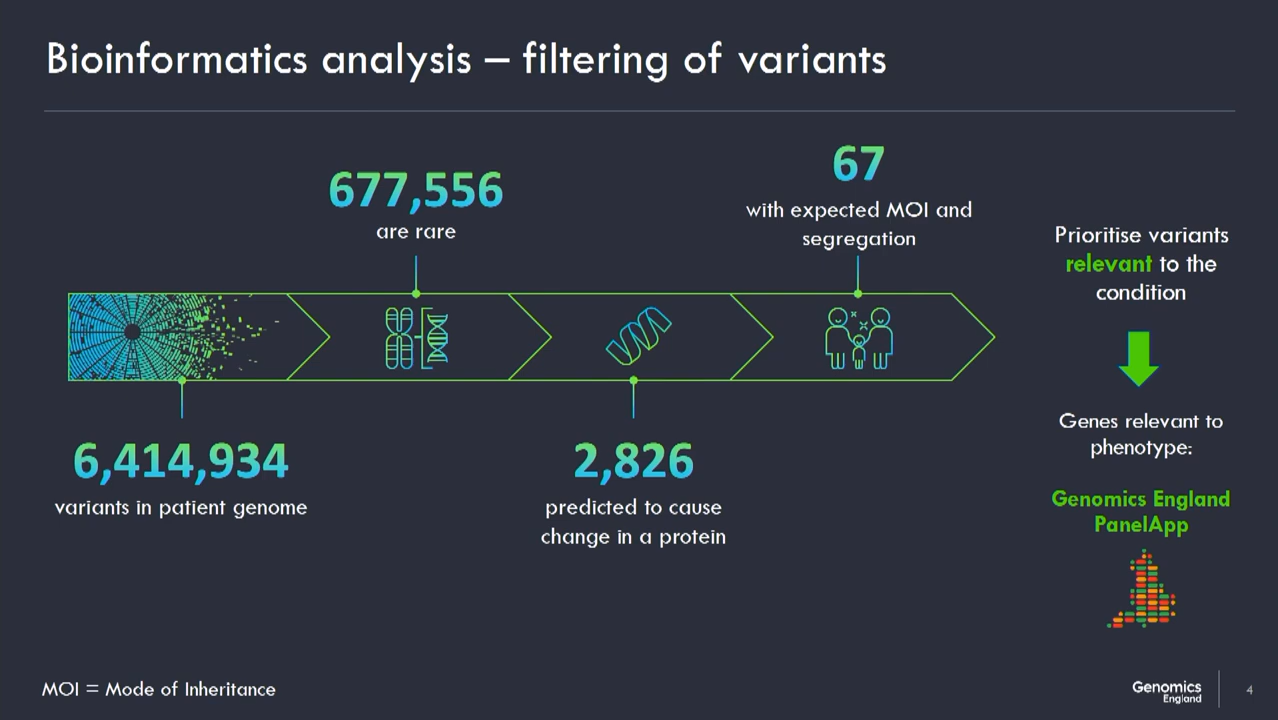 Bioinformatics analysis – filtering of variants
677,556
are rare
67
with expected MOI and
segregation
6,414,934
variants in patient genome
2,826
predicted to cause
change in a protein
Prioritise variants
relevant to the
condition
Genes relevant to
phenotype:
Genomics England
PanelApp
MOI = Mode of Inheritance
Genomics
England
4